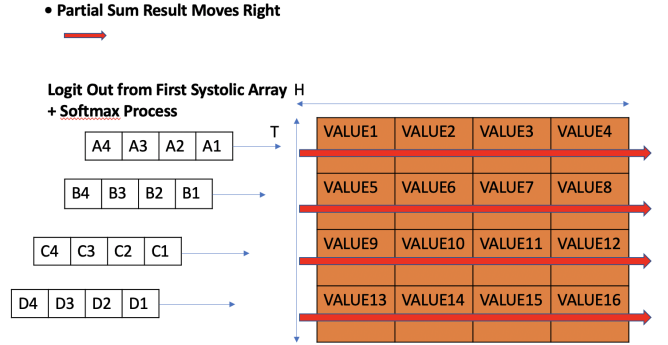 • Partial Sum Result Moves Right
Logit Out from First Systolic Array H
+ Softmax Process
T
A4 A3 A2 A1
VALUE1 VALUE2 VALUE3 VALUE4
B4 B3 B2 B1
VALUE5 VALUE6 VALUE7 VALUE8
C4 C3 C2 C1
VALUE9 VALUE10 VALUE11 VALUE12
D4 D3 D2 D1
VALUE13 VALUE14 VALUE15 VALUE16